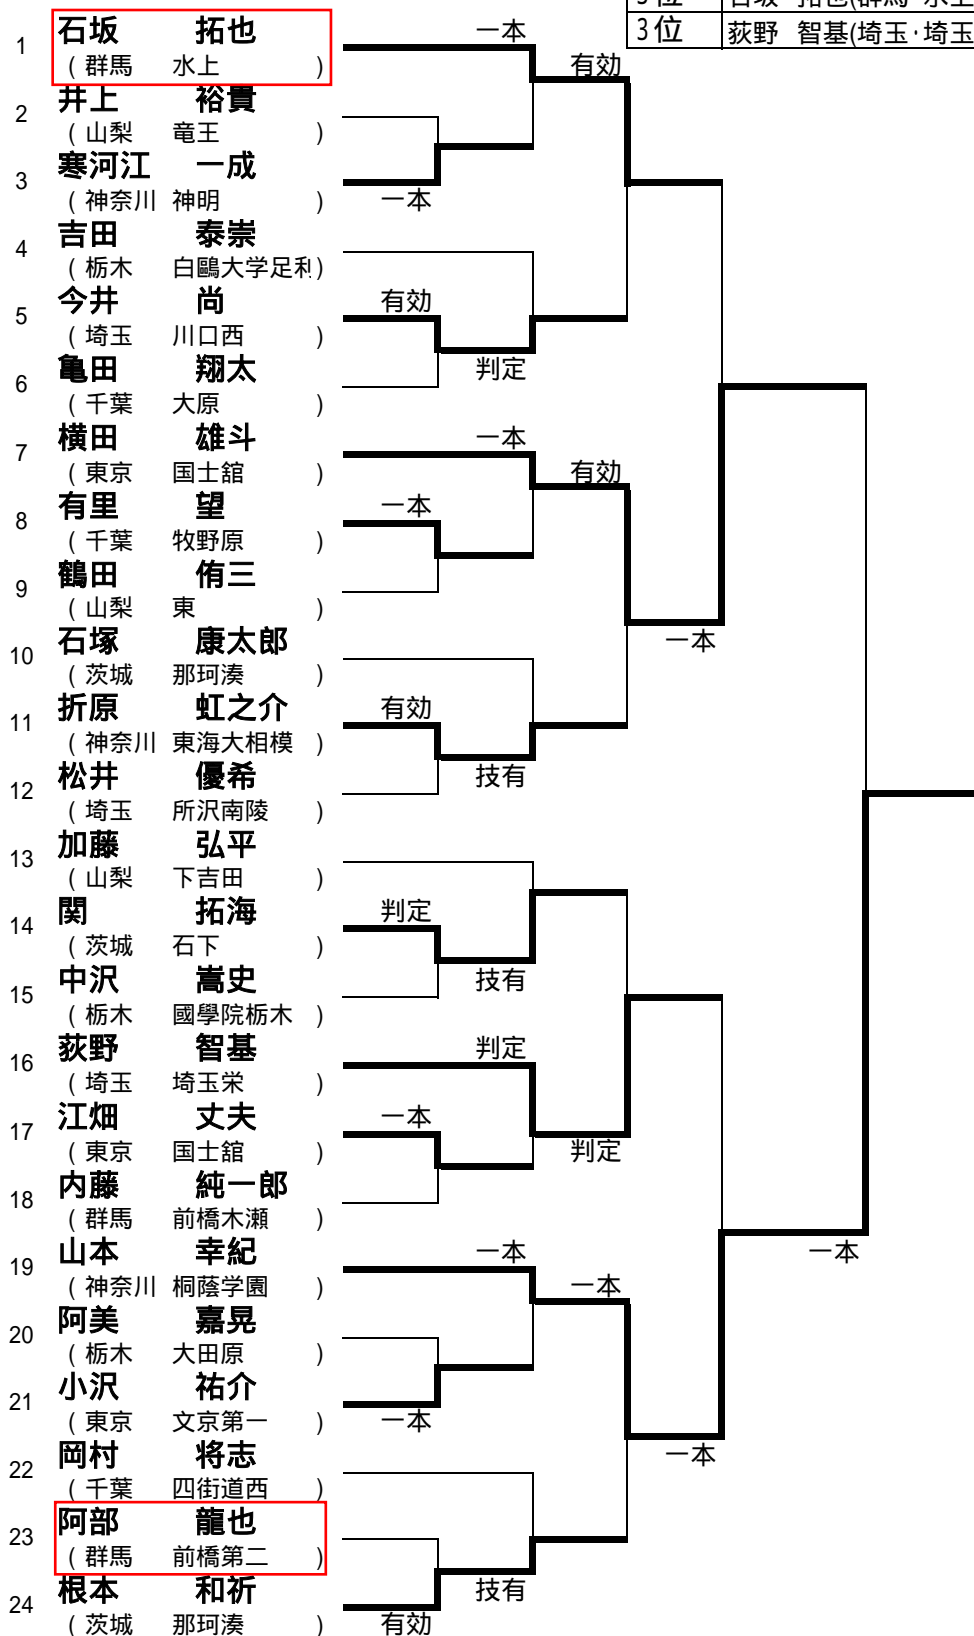 3位 石坂 拓也(群馬·水上
3位 荻野 智基(埼玉·埼玉
1 石坂 拓也
(群馬 水上 )
2 井上 裕貴
(山梨 竜王 )
3 寒河江 一成
(神奈川 神明 )
4 吉田 泰崇
(栃木 白鷗大学足利)
5 今井 尚
(埼玉 川口西 )
6 亀田 翔太
(千葉 大原 )
7 横田 雄斗
(東京 国士舘 )
8 有里 望
(千葉 牧野原 )
9 鶴田 侑三
(山梨 東 )
10 石塚 康太郎
(茨城 那珂湊 )
11 折原 虹之介
(神奈川 東海大相模 )
12 松井 優希
(埼玉 所沢南陵 )
13 加藤 弘平
(山梨 下吉田 )
14 関 拓海
(茨城 石下 )
15 中沢 嵩史
(栃木 國學院栃木 )
16 荻野 智基
(埼玉 埼玉栄 )
17 江畑 丈夫
(東京 国士舘 )
18 内藤 純一郎
(群馬 前橋木瀬 )
19 山本 幸紀
(神奈川 桐蔭学園 )
20 阿美 嘉晃
(栃木 大田原 )
21 小沢 祐介
(東京 文京第一 )
22 岡村 将志
(千葉 四街道西 )
23 阿部 龍也
(群馬 前橋第二 )
24 根本 和祈
(茨城 那珂湊 )
一本
有効
一本
有効
判定
一本
有効
一本
一本
有効
技有
判定
技有
判定
一本
判定
一本
一本
一本
一本
一本
技有
有効